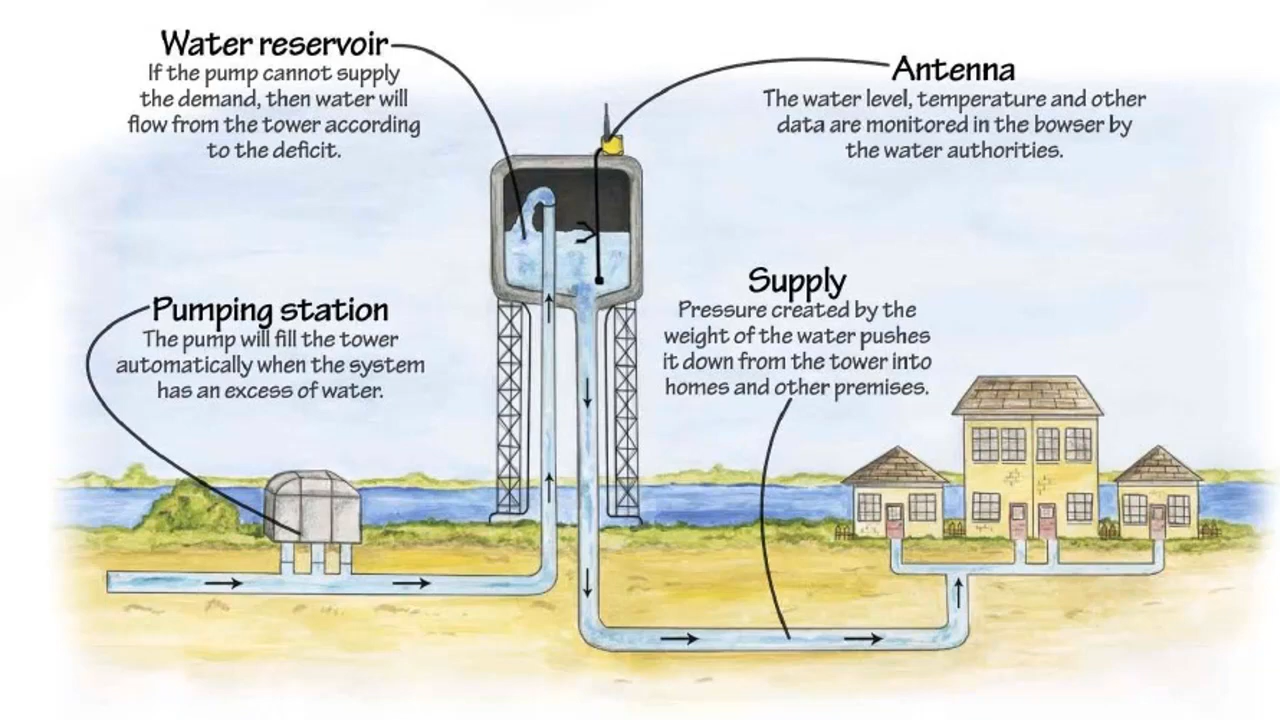 Water reservoir
If the pump cannot supply
the demand, then water will
flow from the tower according
to the deficit.
Antenna
The water level, temperature and other
data are monitored in the bowser by
the water authorities.
Pumping station
The pump will fill the tower
automatically when the system
has an excess of water.
Supply
Pressure created by the
weight of the water pushes
it down from the tower into
homes and other premises.